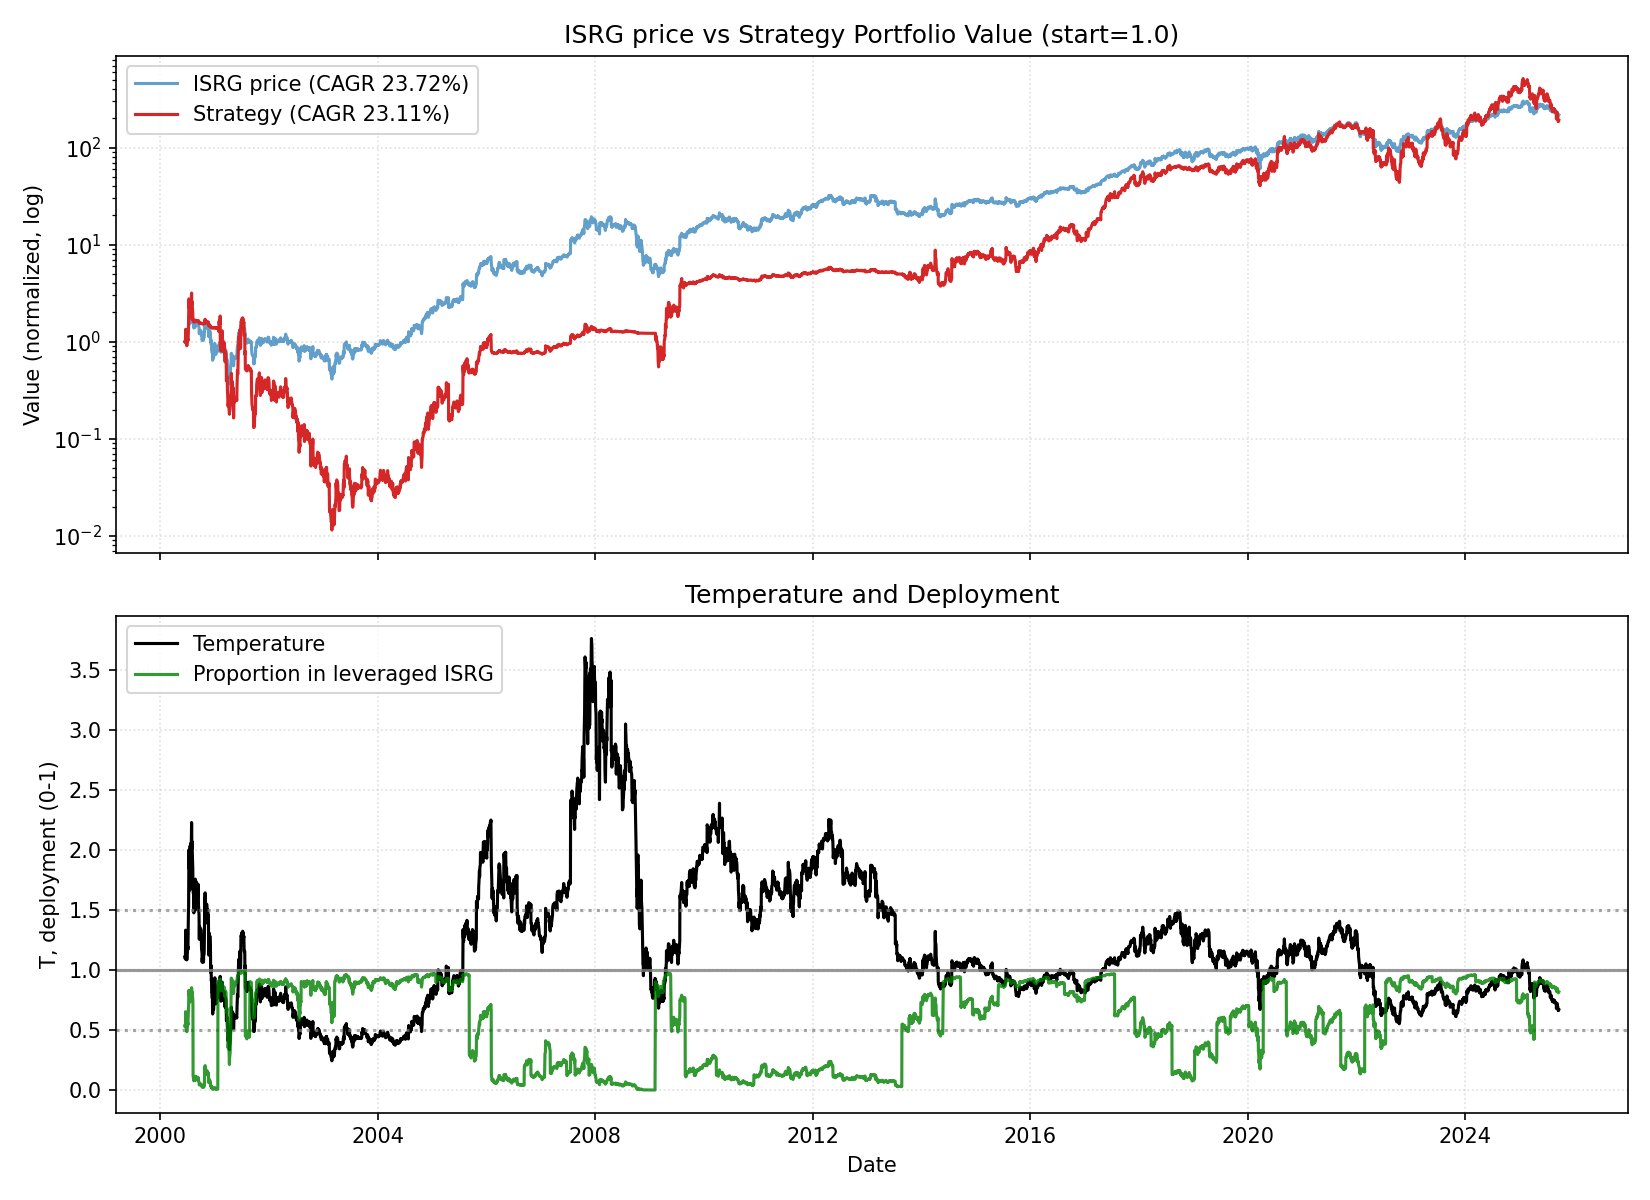 ISRG price vs Strategy Portfolio Value (start=1.0)
ISRG price (CAGR 23.72%)
Strategy (CAGR 23.11%)
Value (normalized, log)
10²
10¹
10⁰
10⁻¹
10⁻²
Temperature and Deployment
Temperature
Proportion in leveraged ISRG
T, deployment (0-1)
3.5
3.0
2.5
2.0
1.5
1.0
0.5
0.0
2000 2004 2008 2012 2016 2020 2024
Date